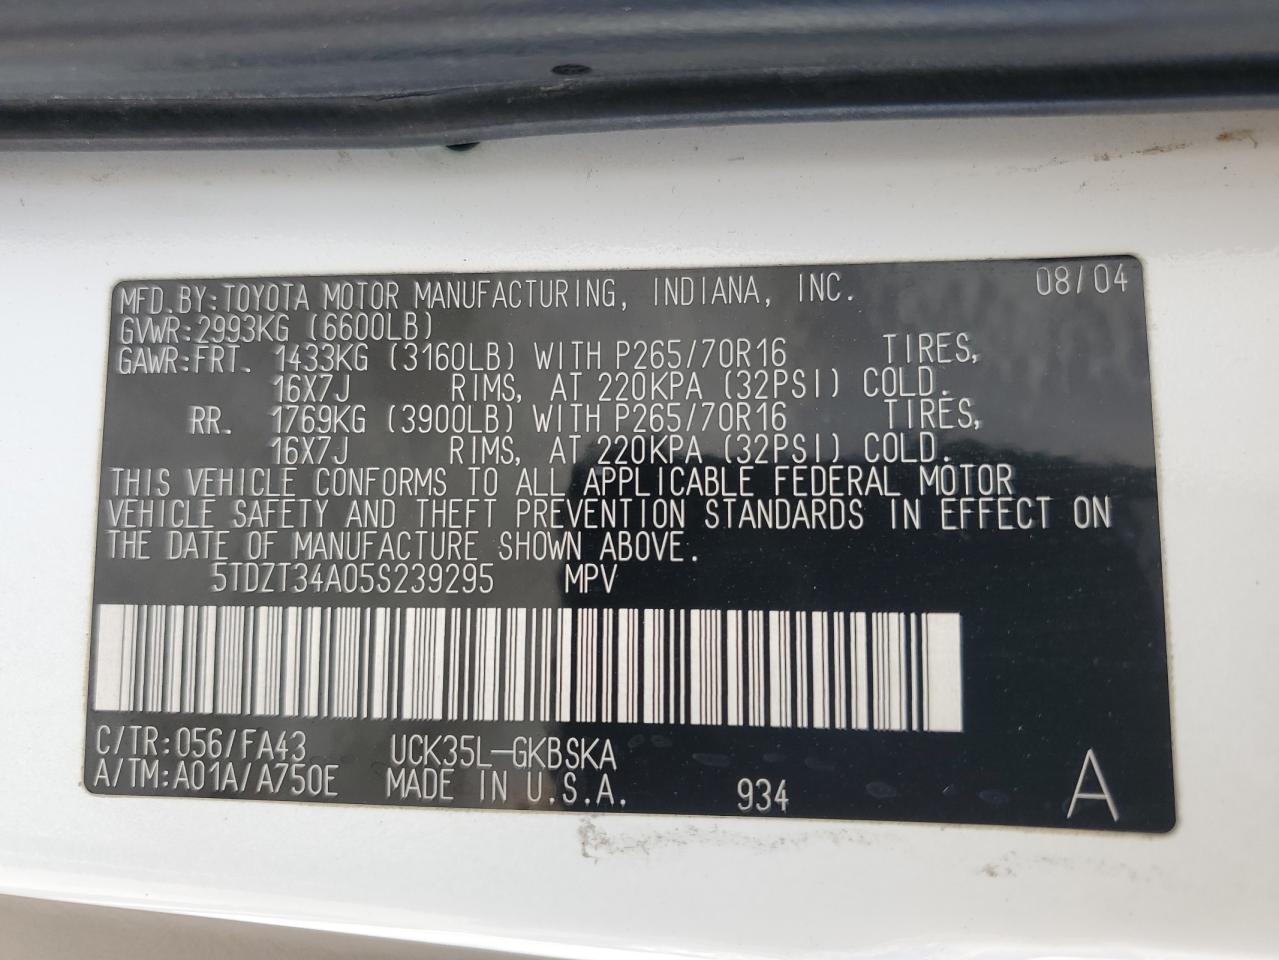 MFD.BY:TOYOTA MOTOR MANUFACTURING, INDIANA, INC. 08/04
GVWR:2993KG (6600LB)
GAWR:FRT. 1433KG (3160LB) WITH P265/70R16 TIRES,
16X7J RIMS, AT 220KPA (32PSI) COLD.
RR. 1769KG (3900LB) WITH P265/70R16 TIRES,
16X7J RIMS, AT 220KPA (32PSI) COLD.
THIS VEHICLE CONFORMS TO ALL APPLICABLE FEDERAL MOTOR
VEHICLE SAFETY AND THEFT PREVENTION STANDARDS IN EFFECT ON
THE DATE OF MANUFACTURE SHOWN ABOVE.
5TDZT34A05S239295 MPV
C/TR:056/FA43 UCK35L-GKBSKA
A/TM:A01A/A750E MADE IN U.S.A. 934 A